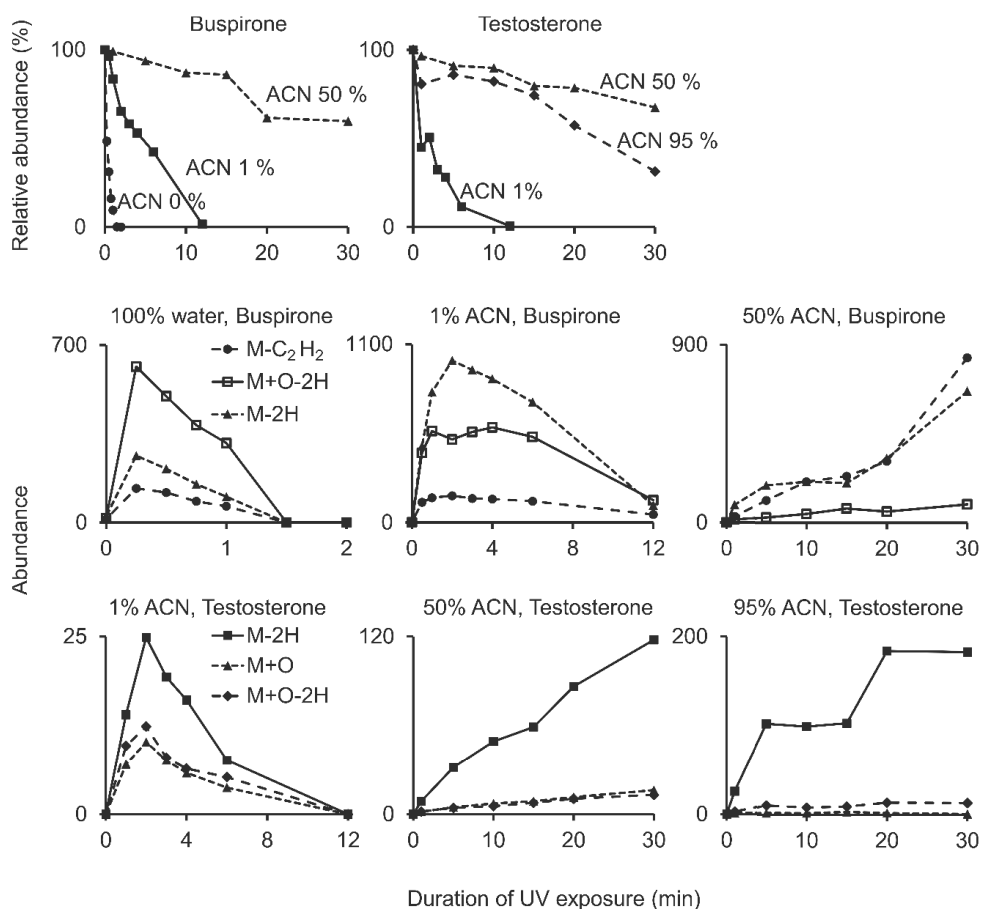 Buspirone
Testosterone
Relative abundance (%)
100
0
0 10 20 30
ACN 50 %
ACN 1 %
ACN 0 %
100
0
0 10 20 30
ACN 50 %
ACN 95 %
ACN 1%
Abundance
100% water, Buspirone
700
0
0 1 2
M-C₂H₂
M+O-2H
M-2H
1% ACN, Buspirone
1100
0
0 4 8 12
50% ACN, Buspirone
900
0
0 10 20 30
1% ACN, Testosterone
25
0
0 4 8 12
M-2H
M+O
M+O-2H
50% ACN, Testosterone
120
0
0 10 20 30
95% ACN, Testosterone
200
0
0 10 20 30
Duration of UV exposure (min)